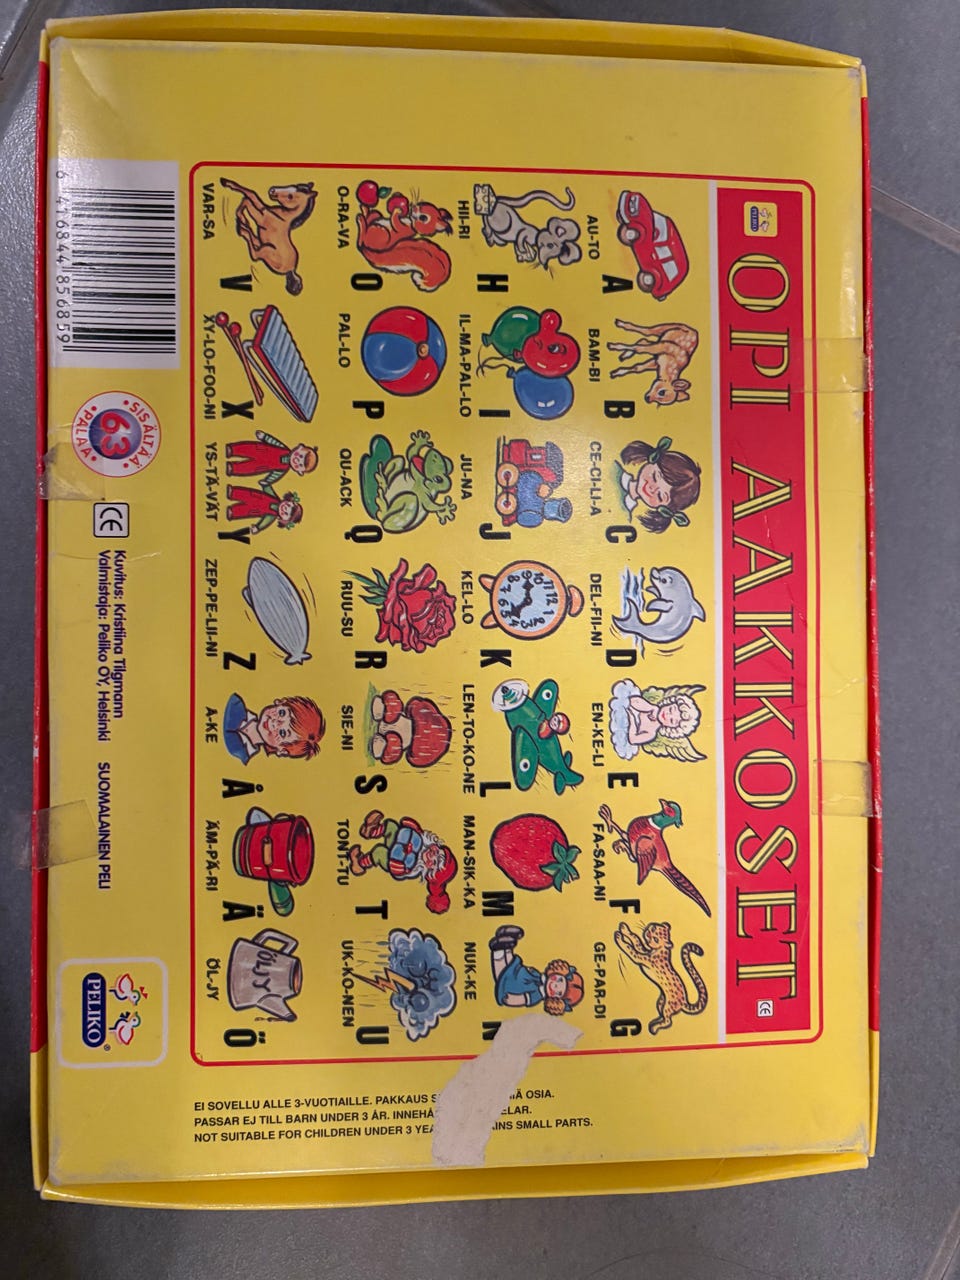 PELIKO
OPI AAKKOSET
CE
A B C D E F G
AU-TO BAM-BI CE-CI-LI-A DEL-FII-NI EN-KE-LI FA-SAA-NI GE-PAR-DI
H I J K L M N
HII-RI IL-MA-PAL-LO JU-NA KEL-LO LEN-TO-KO-NE MAN-SIK-KA NUK-KE
O P Q R S T U
O-RA-VA PAL-LO QU-ACK RUU-SU SIE-NI TONT-TU UK-KO-NEN
V X Y Z Å Ä Ö
ÖLJY
VAR-SA XY-LO-FOO-NI YS-TÄ-VÄT ZEP-PE-LII-NI Å-KE ÄM-PÄ-RI ÖL-JY
6 416844 856859
SISÄLTÄÄ
63
PALAA
CE
Kuvitus: Kristiina Tilgmann
Valmistaja: Peliko OY, Helsinki SUOMALAINEN PELI
PELIKO®
EI SOVELLU ALLE 3-VUOTIAILLE. PAKKAUS OSIA.
PASSAR EJ TILL BARN UNDER 3 ÅR.
NOT SUITABLE FOR CHILDREN UNDER 3 SMALL PARTS.